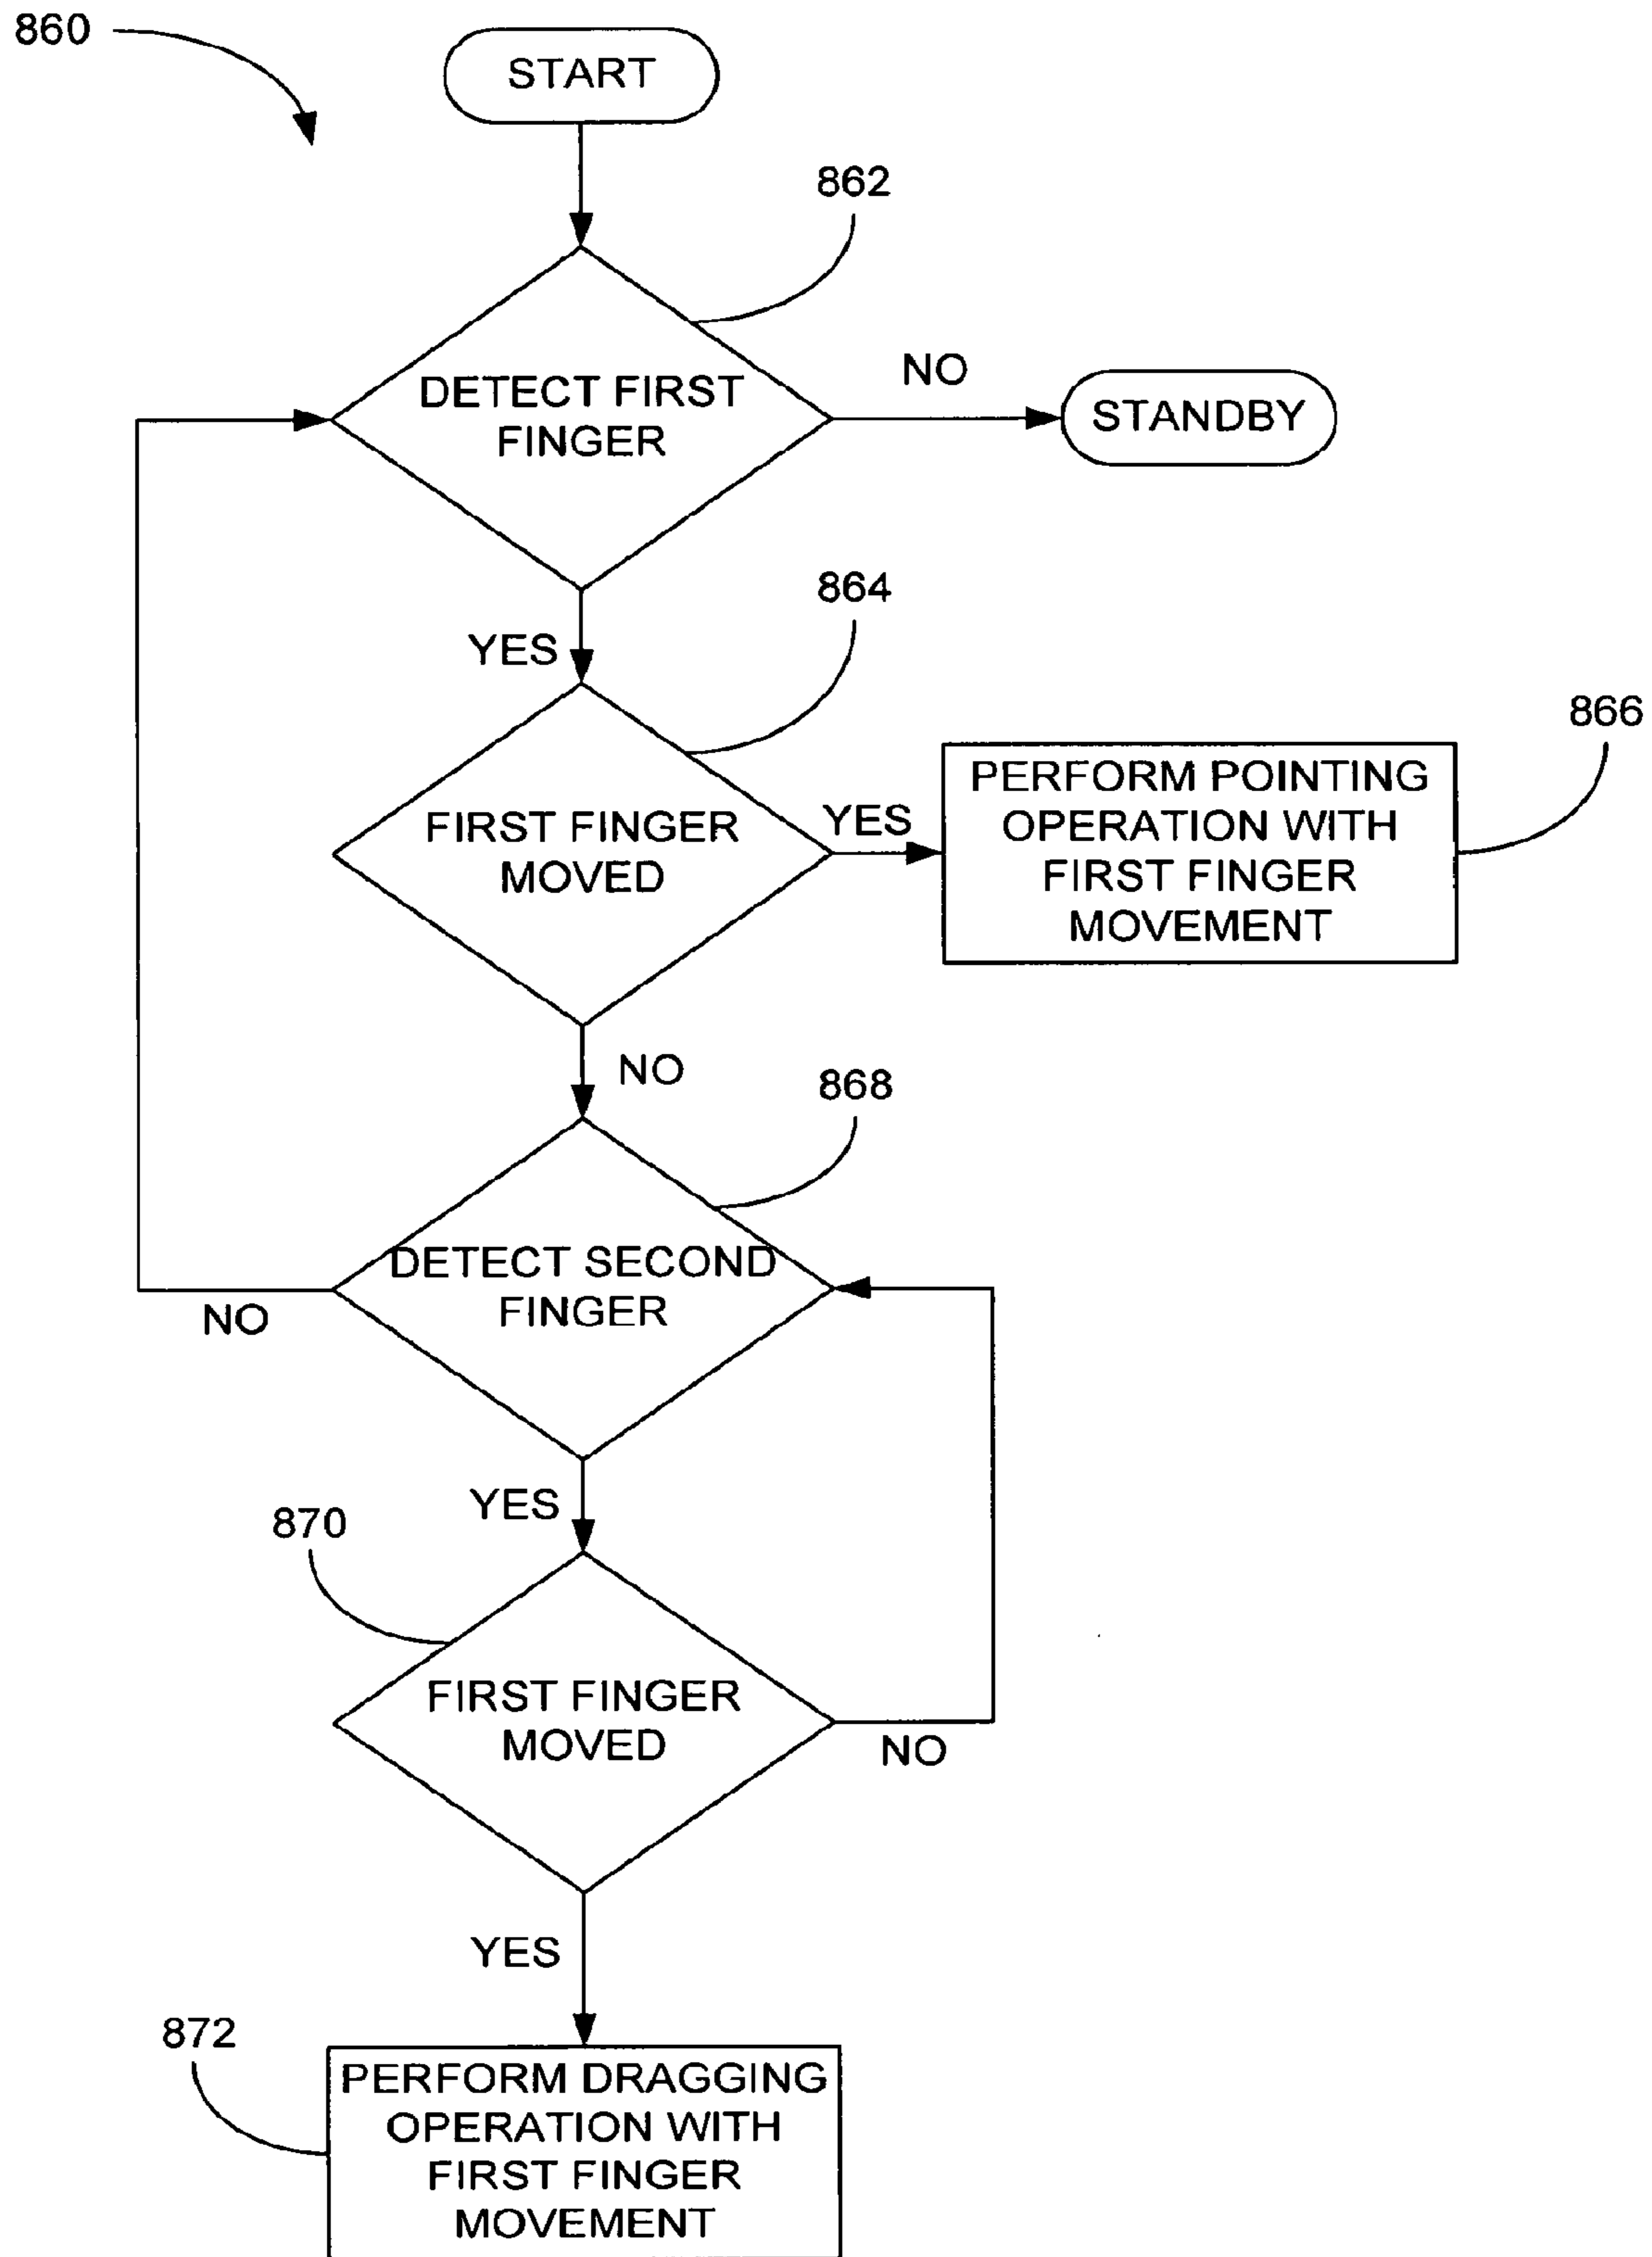 860
START
862
DETECT FIRST
FINGER
NO
STANDBY
YES
864
FIRST FINGER
MOVED
YES
866
PERFORM POINTING
OPERATION WITH
FIRST FINGER
MOVEMENT
NO
868
DETECT SECOND
FINGER
NO
YES
870
FIRST FINGER
MOVED
NO
YES
872
PERFORM DRAGGING
OPERATION WITH
FIRST FINGER
MOVEMENT